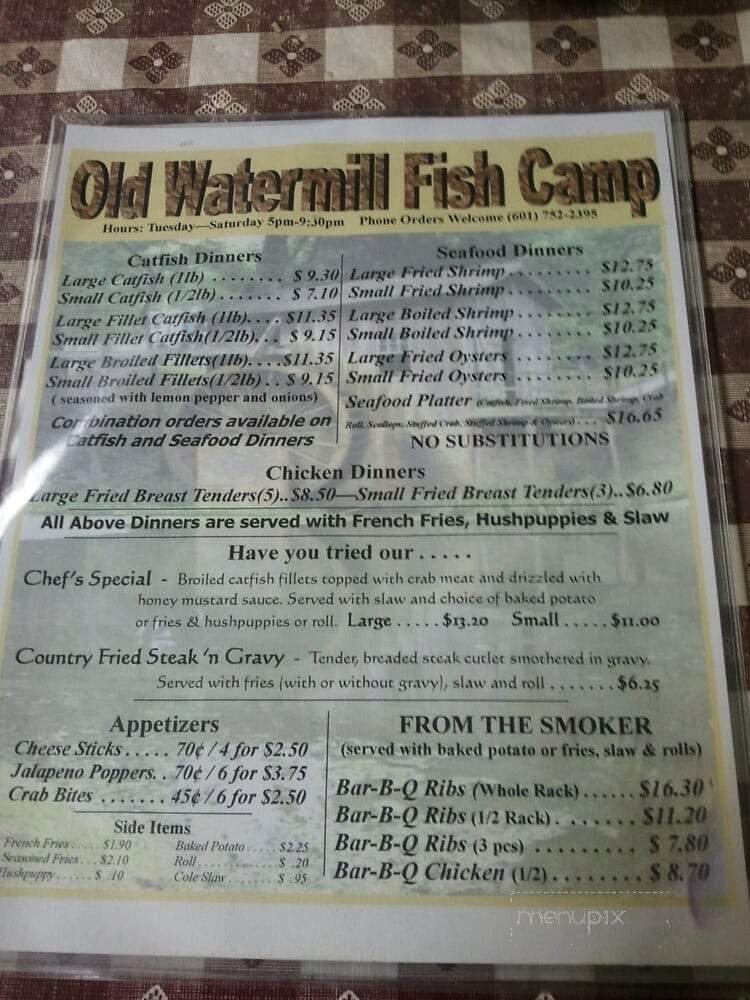 Old Watermill Fish Camp
Hours: Tuesday—Saturday 5pm-9:30pm Phone Orders Welcome (601) 752-2395
Catfish Dinners
Large Catfish (1lb) . . . . . . . . $ 9.30
Small Catfish (1/2lb) . . . . . . . $ 7.10
Large Fillet Catfish (1lb). . . . $11.35
Small Fillet Catfish(1/2lb). . . $ 9.15
Large Broiled Fillets(1lb). . . .$11.35
Small Broiled Fillets(1/2lb) . . $ 9.15
( seasoned with lemon pepper and onions)
Combination orders available on
Catfish and Seafood Dinners
Seafood Dinners
Large Fried Shrimp . . . . . . . . . $12.75
Small Fried Shrimp . . . . . . . . . $10.25
Large Boiled Shrimp . . . . . . . . $12.75
Small Boiled Shrimp . . . . . . . . $10.25
Large Fried Oysters . . . . . . . . $12.75
Small Fried Oysters . . . . . . . . $10.25
Seafood Platter (Catfish, Fried Shrimp, Boiled Shrimp, Crab
Roll, Scallops, Stuffed Crab, Stuffed Shrimp & Oysters) . . . $16.65
NO SUBSTITUTIONS
Chicken Dinners
Large Fried Breast Tenders(5)..$8.50—Small Fried Breast Tenders(3)..$6.80
All Above Dinners are served with French Fries, Hushpuppies & Slaw
Have you tried our . . . . .
Chef's Special - Broiled catfish fillets topped with crab meat and drizzled with
honey mustard sauce. Served with slaw and choice of baked potato
or fries & hushpuppies or roll. Large . . . . . $13.20 Small . . . . . $11.00
Country Fried Steak 'n Gravy - Tender, breaded steak cutlet smothered in gravy.
Served with fries (with or without gravy), slaw and roll . . . . . . . $6.25
Appetizers
Cheese Sticks . . . . . 70¢ / 4 for $2.50
Jalapeno Poppers. . 70¢ / 6 for $3.75
Crab Bites . . . . . . . 45¢ / 6 for $2.50
Side Items
French Fries . . . . . $1.90
Seasoned Fries . . . $2.10
Hushpuppy . . . . . . $ .10
Baked Potato . . . . . $2.25
Roll . . . . . . . . . . . . $ .20
Cole Slaw . . . . . . . $ .95
FROM THE SMOKER
(served with baked potato or fries, slaw & rolls)
Bar-B-Q Ribs (Whole Rack) . . . . . . $16.30
Bar-B-Q Ribs (1/2 Rack) . . . . . . . . $11.20
Bar-B-Q Ribs (3 pcs) . . . . . . . . . $ 7.80
Bar-B-Q Chicken (1/2) . . . . . . . . $ 8.70
menupix